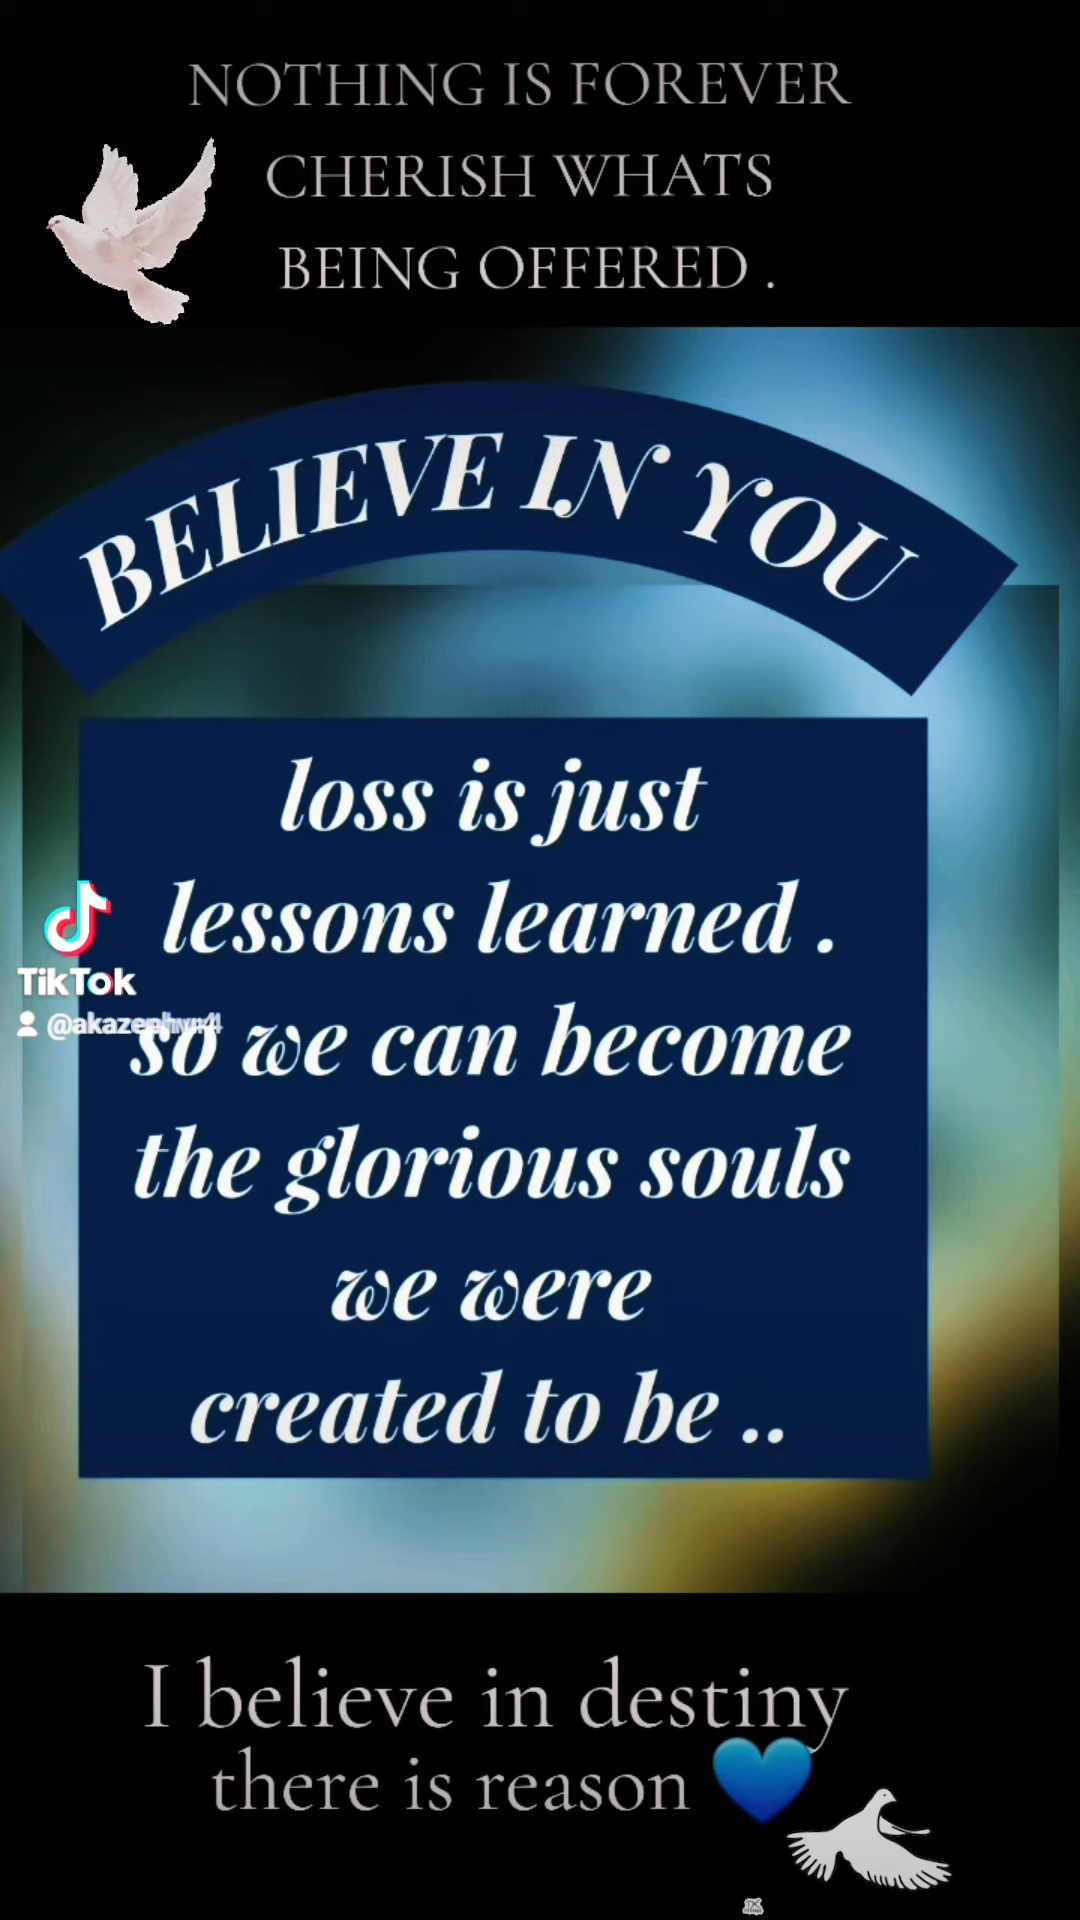 NOTHING IS FOREVER
CHERISH WHATS
BEING OFFERED .
BELIEVE IN YOU
loss is just
lessons learned .
so we can become
the glorious souls
we were
created to be ..
TikTok
I believe in destiny
there is reason